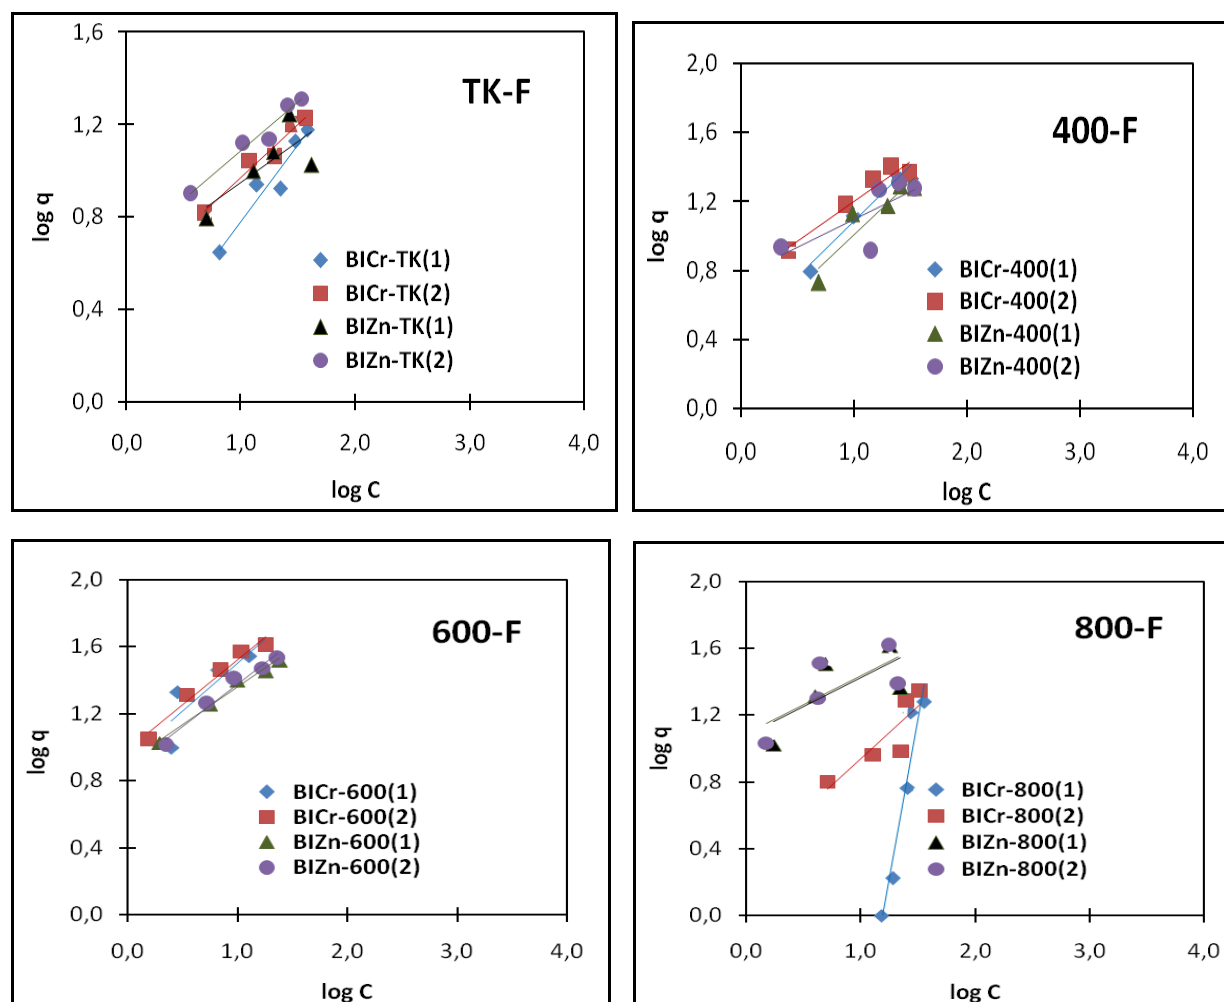 1,6
1,2
0,8
0,4
0,0
log q
TK-F
BICr-TK(1)
BICr-TK(2)
BIZn-TK(1)
BIZn-TK(2)
0,0 1,0 2,0 3,0 4,0
log C
2,0
1,6
1,2
0,8
0,4
0,0
log q
400-F
BICr-400(1)
BICr-400(2)
BIZn-400(1)
BIZn-400(2)
0,0 1,0 2,0 3,0 4,0
log C
2,0
1,6
1,2
0,8
0,4
0,0
log q
600-F
BICr-600(1)
BICr-600(2)
BIZn-600(1)
BIZn-600(2)
0,0 1,0 2,0 3,0 4,0
log C
2,0
1,6
1,2
0,8
0,4
0,0
log q
800-F
BICr-800(1)
BICr-800(2)
BIZn-800(1)
BIZn-800(2)
0,0 1,0 2,0 3,0 4,0
log C